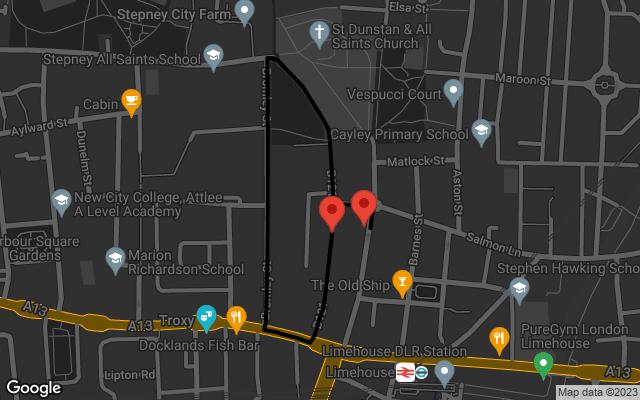 Elsa St
Stepney City Farm
St Dunstan & All
Saints Church
Stepney All Saints School
Maroon St
Vespucci Court
Cabin
Aylward St
Cayley Primary School
Dunelm St
Matlock St
Aston St
New City College, Attlee
A Level Academy
Barnes St
Salmon Ln
rbour Square
Gardens
Marion
Richardson School
Stephen Hawking Scho
The Old Ship
A13
Troxy
A13
PureGym London
Limehouse
Docklands Fish Bar
Limehouse DLR Station
Limehouse
A13
Lipton Rd
Google
Map data ©2023